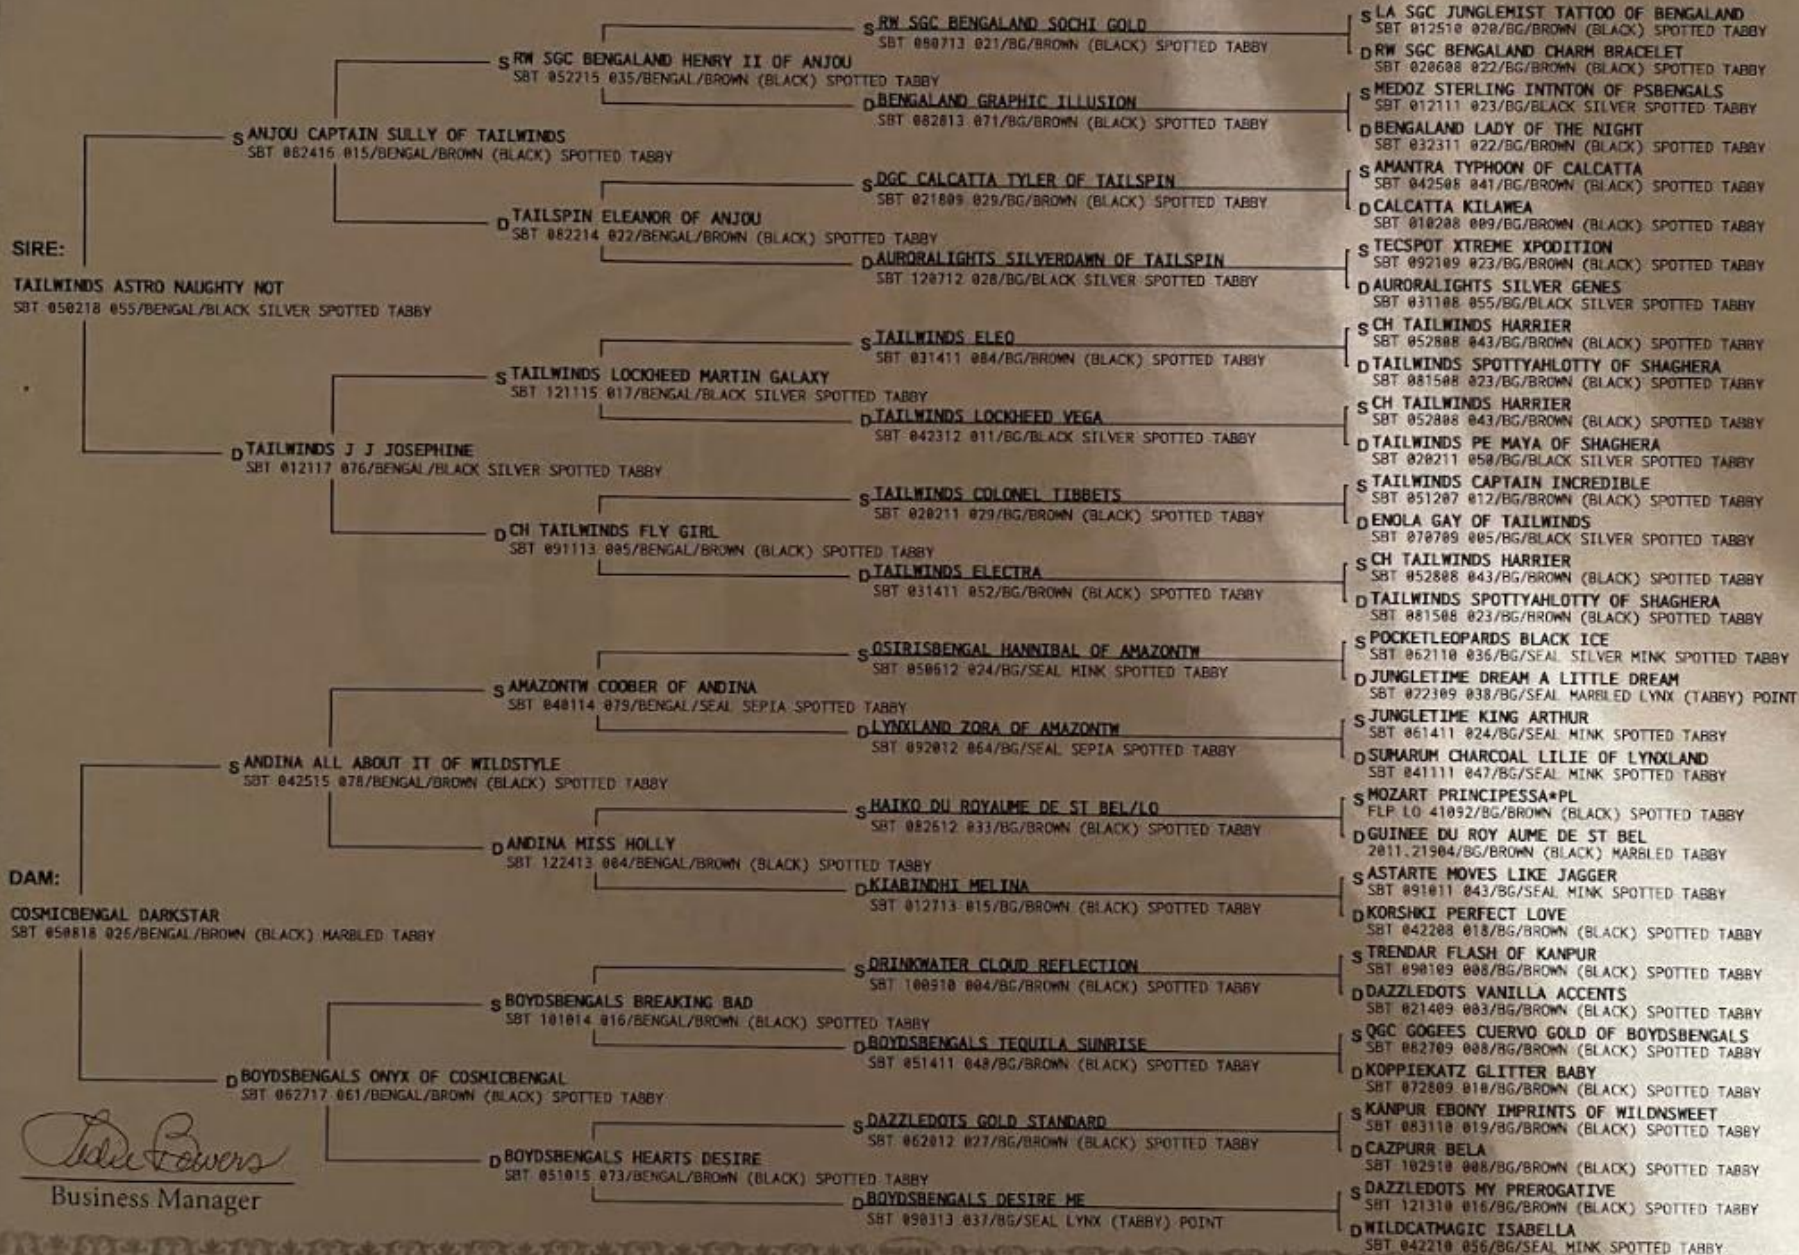 S RW SGC BENGALAND SOCHI GOLD
SBT 080713 021/BG/BROWN (BLACK) SPOTTED TABBY
S LA SGC JUNGLEMIST TATTOO OF BENGALAND
SBT 012510 020/BG/BROWN (BLACK) SPOTTED TABBY
D RW SGC BENGALAND CHARM BRACELET
SBT 020608 022/BG/BROWN (BLACK) SPOTTED TABBY
S RW SGC BENGALAND HENRY II OF ANJOU
SBT 052215 035/BENGAL/BROWN (BLACK) SPOTTED TABBY
D BENGALAND GRAPHIC ILLUSION
SBT 082813 071/BG/BROWN (BLACK) SPOTTED TABBY
S MEDOZ STERLING INTNTON OF PSBENGALS
SBT 012111 023/BG/BLACK SILVER SPOTTED TABBY
D BENGALAND LADY OF THE NIGHT
SBT 032311 022/BG/BROWN (BLACK) SPOTTED TABBY
S ANJOU CAPTAIN SULLY OF TAILWINDS
SBT 062416 015/BENGAL/BROWN (BLACK) SPOTTED TABBY
S DGC CALCATTA TYLER OF TAILSPIN
SBT 021809 029/BG/BROWN (BLACK) SPOTTED TABBY
S AMANTRA TYPHOON OF CALCATTA
SBT 042508 041/BG/BROWN (BLACK) SPOTTED TABBY
D CALCATTA KILAWEA
SBT 010208 009/BG/BROWN (BLACK) SPOTTED TABBY
D TAILSPIN ELEANOR OF ANJOU
SBT 082214 022/BENGAL/BROWN (BLACK) SPOTTED TABBY
D AURORALIGHTS SILVERDAWN OF TAILSPIN
SBT 120712 028/BG/BLACK SILVER SPOTTED TABBY
S TECSPOT XTREME XPODITION
SBT 092109 023/BG/BROWN (BLACK) SPOTTED TABBY
D AURORALIGHTS SILVER GENES
SBT 031108 055/BG/BLACK SILVER SPOTTED TABBY
SIRE:
TAILWINDS ASTRO NAUGHTY NOT
SBT 050218 055/BENGAL/BLACK SILVER SPOTTED TABBY
S TAILWINDS ELEO
SBT 031411 084/BG/BROWN (BLACK) SPOTTED TABBY
S CH TAILWINDS HARRIER
SBT 052808 043/BG/BROWN (BLACK) SPOTTED TABBY
D TAILWINDS SPOTTYAHLOTTY OF SHAGHERA
SBT 081508 023/BG/BROWN (BLACK) SPOTTED TABBY
S TAILWINDS LOCKHEED MARTIN GALAXY
SBT 121115 017/BENGAL/BLACK SILVER SPOTTED TABBY
D TAILWINDS LOCKHEED VEGA
SBT 042312 011/BG/BLACK SILVER SPOTTED TABBY
S CH TAILWINDS HARRIER
SBT 052808 043/BG/BROWN (BLACK) SPOTTED TABBY
D TAILWINDS PE MAYA OF SHAGHERA
SBT 020211 050/BG/BLACK SILVER SPOTTED TABBY
D TAILWINDS J J JOSEPHINE
SBT 012117 076/BENGAL/BLACK SILVER SPOTTED TABBY
S TAILWINDS COLONEL TIBBETS
SBT 020211 029/BG/BROWN (BLACK) SPOTTED TABBY
S TAILWINDS CAPTAIN INCREDIBLE
SBT 051207 012/BG/BROWN (BLACK) SPOTTED TABBY
D ENOLA GAY OF TAILWINDS
SBT 070709 005/BG/BLACK SILVER SPOTTED TABBY
D CH TAILWINDS FLY GIRL
SBT 091113 005/BENGAL/BROWN (BLACK) SPOTTED TABBY
D TAILWINDS ELECTRA
SBT 031411 052/BG/BROWN (BLACK) SPOTTED TABBY
S CH TAILWINDS HARRIER
SBT 052808 043/BG/BROWN (BLACK) SPOTTED TABBY
D TAILWINDS SPOTTYAHLOTTY OF SHAGHERA
SBT 081508 023/BG/BROWN (BLACK) SPOTTED TABBY
S OSIRISBENGAL HANNIBAL OF AMAZONTW
SBT 050612 024/BG/SEAL MINK SPOTTED TABBY
S POCKETLEOPARDS BLACK ICE
SBT 062110 036/BG/SEAL SILVER MINK SPOTTED TABBY
D JUNGLETIME DREAM A LITTLE DREAM
SBT 022309 038/BG/SEAL MARBLED LYNX (TABBY) POINT
S AMAZONTW COOBER OF ANDINA
SBT 040114 079/BENGAL/SEAL SEPIA SPOTTED TABBY
D LYNXLAND ZORA OF AMAZONTW
SBT 092012 064/BG/SEAL SEPIA SPOTTED TABBY
S JUNGLETIME KING ARTHUR
SBT 061411 024/BG/SEAL MINK SPOTTED TABBY
D SUMARUM CHARCOAL LILIE OF LYNXLAND
SBT 041111 047/BG/SEAL MINK SPOTTED TABBY
S ANDINA ALL ABOUT IT OF WILDSTYLE
SBT 042515 078/BENGAL/BROWN (BLACK) SPOTTED TABBY
S HAIKO DU ROYAUME DE ST BEL/LO
SBT 082612 033/BG/BROWN (BLACK) SPOTTED TABBY
S MOZART PRINCIPESSA*PL
FLP LO 41092/BG/BROWN (BLACK) SPOTTED TABBY
D GUINEE DU ROY AUME DE ST BEL
2011.21904/BG/BROWN (BLACK) MARBLED TABBY
D ANDINA MISS HOLLY
SBT 122413 004/BENGAL/BROWN (BLACK) SPOTTED TABBY
D KIABINDHI MELINA
SBT 012713 015/BG/BROWN (BLACK) SPOTTED TABBY
S ASTARTE MOVES LIKE JAGGER
SBT 091011 043/BG/SEAL MINK SPOTTED TABBY
D KORSHKI PERFECT LOVE
SBT 042208 018/BG/BROWN (BLACK) SPOTTED TABBY
DAM:
COSMICBENGAL DARKSTAR
SBT 050818 026/BENGAL/BROWN (BLACK) MARBLED TABBY
S DRINKWATER CLOUD REFLECTION
SBT 100910 004/BG/BROWN (BLACK) SPOTTED TABBY
S TRENDAR FLASH OF KANPUR
SBT 090109 008/BG/BROWN (BLACK) SPOTTED TABBY
D DAZZLEDOTS VANILLA ACCENTS
SBT 021409 003/BG/BROWN (BLACK) SPOTTED TABBY
S BOYDSBENGALS BREAKING BAD
SBT 101014 016/BENGAL/BROWN (BLACK) SPOTTED TABBY
D BOYDSBENGALS TEQUILA SUNRISE
SBT 051411 048/BG/BROWN (BLACK) SPOTTED TABBY
S QGC GOGEES CUERVO GOLD OF BOYDSBENGALS
SBT 062709 008/BG/BROWN (BLACK) SPOTTED TABBY
D KOPPIEKATZ GLITTER BABY
SBT 072809 010/BG/BROWN (BLACK) SPOTTED TABBY
D BOYDSBENGALS ONYX OF COSMICBENGAL
SBT 062717 061/BENGAL/BROWN (BLACK) SPOTTED TABBY
S DAZZLEDOTS GOLD STANDARD
SBT 062012 027/BG/BROWN (BLACK) SPOTTED TABBY
S KANPUR EBONY IMPRINTS OF WILDNSWEET
SBT 083110 019/BG/BROWN (BLACK) SPOTTED TABBY
D CAZPURR BELA
SBT 102910 008/BG/BROWN (BLACK) SPOTTED TABBY
D BOYDSBENGALS HEARTS DESIRE
SBT 051015 073/BENGAL/BROWN (BLACK) SPOTTED TABBY
D BOYDSBENGALS DESIRE ME
SBT 090313 037/BG/SEAL LYNX (TABBY) POINT
S DAZZLEDOTS MY PREROGATIVE
SBT 121310 016/BG/BROWN (BLACK) SPOTTED TABBY
D WILDCATMAGIC ISABELLA
SBT 042210 056/BG/SEAL MINK SPOTTED TABBY
Bowers
Business Manager